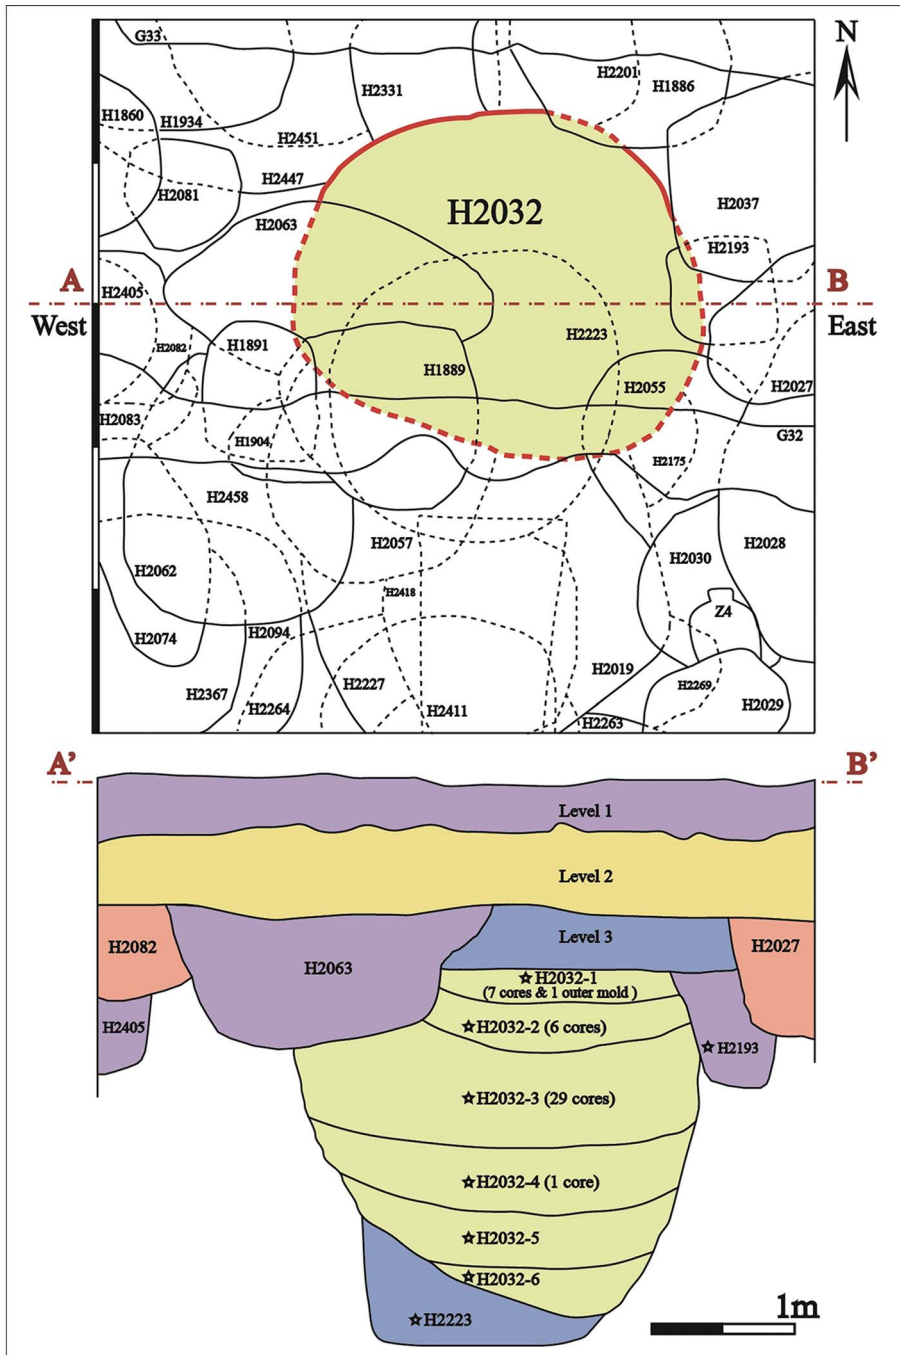 G33
N
H2331
H2201
H1886
H1860
H1934
H2451
H2447
H2081
H2063
H2032
H2037
H2193
A
B
H2405
West
East
H2082
H1891
H2223
H1889
H2055
H2027
H2083
H1904
G32
H2175
H2458
H2057
H2030
H2028
H2062
H2418
Z4
H2074
H2094
H2019
H2367
H2227
H2269
H2264
H2411
H2263
H2029
A'
B'
Level 1
Level 2
Level 3
H2082
H2027
H2063
☆H2032-1
(7 cores & 1 outer mold )
H2405
☆H2032-2 (6 cores)
☆H2193
☆H2032-3 (29 cores)
☆H2032-4 (1 core)
☆H2032-5
☆H2032-6
☆H2223
1m